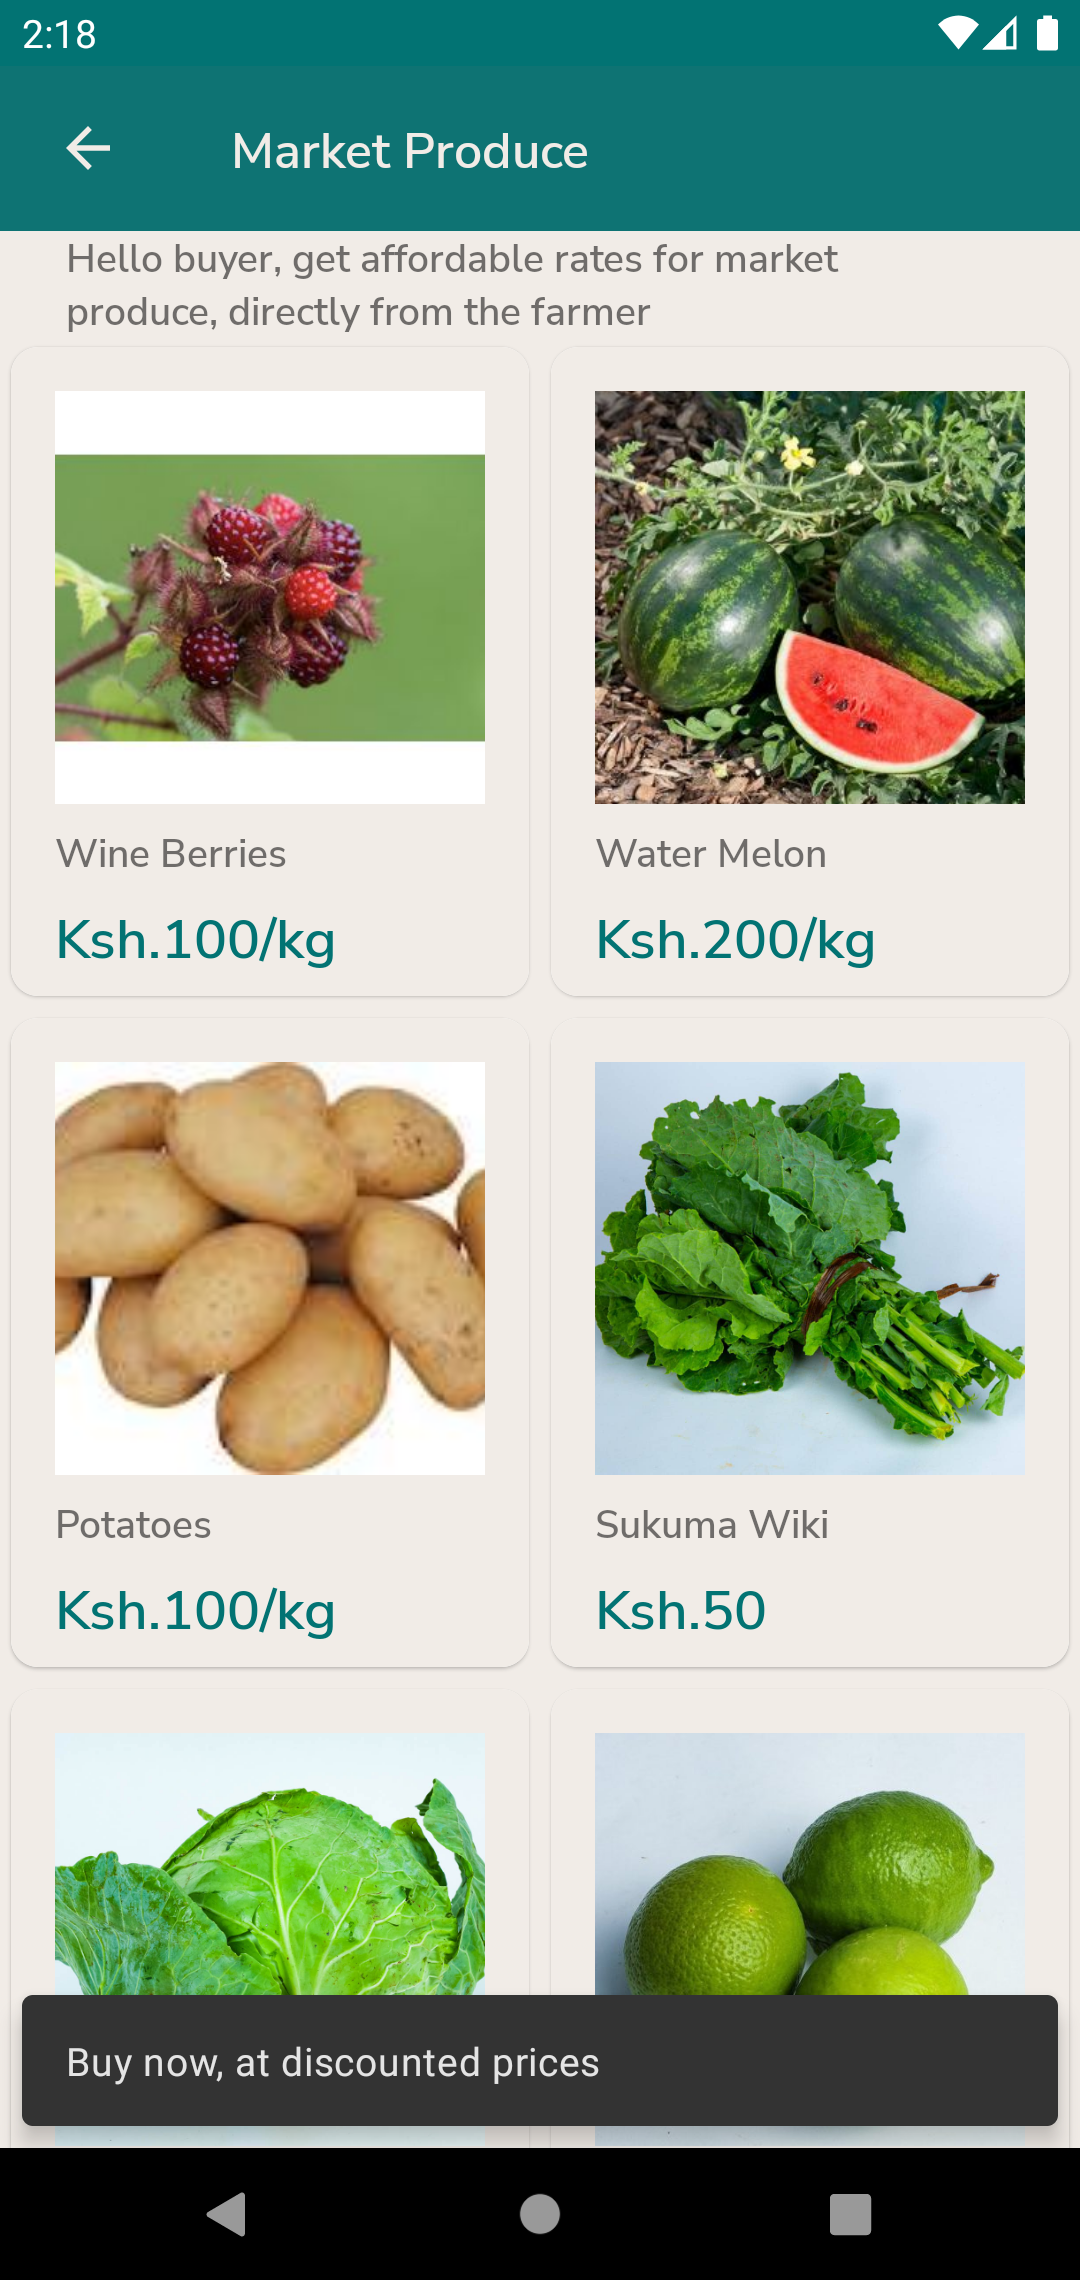 2:18
Market Produce
Hello buyer, get affordable rates for market
produce, directly from the farmer
Wine Berries
Water Melon
Ksh.100/kg
Ksh.200/kg
Potatoes
Sukuma Wiki
Ksh.100/kg
Ksh.50
Buy now, at discounted prices